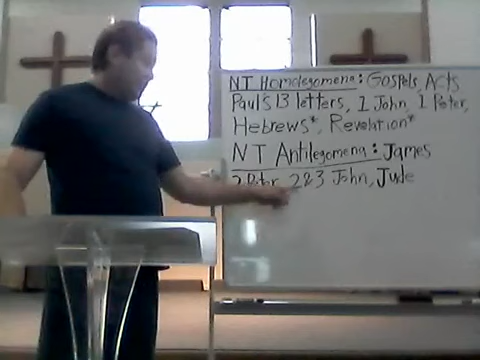 NT Homolegomena: Gospels, Acts
Paul's 13 letters, 1 John, 1 Peter,
Hebrews*, Revelation*
NT Antilegomena: James
2 Peter, 2&3 John, Jude